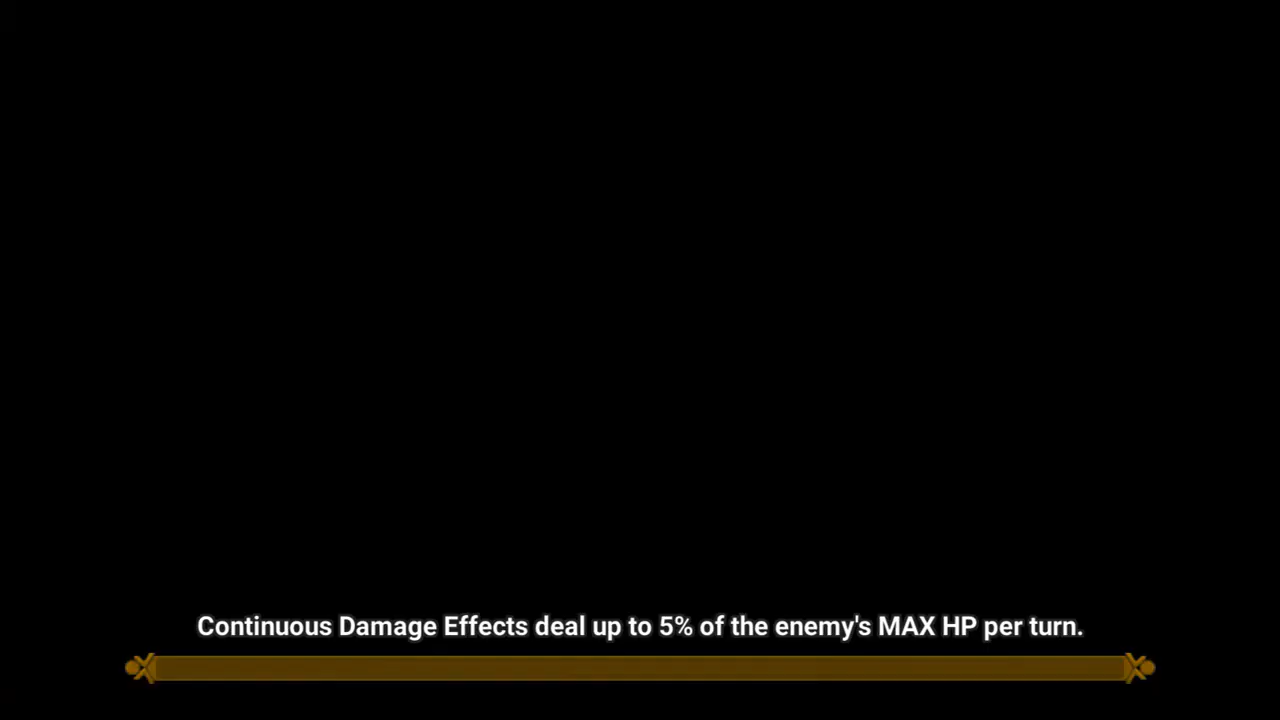 Continuous Damage Effects deal up to 5% of the enemy's MAX HP per turn.